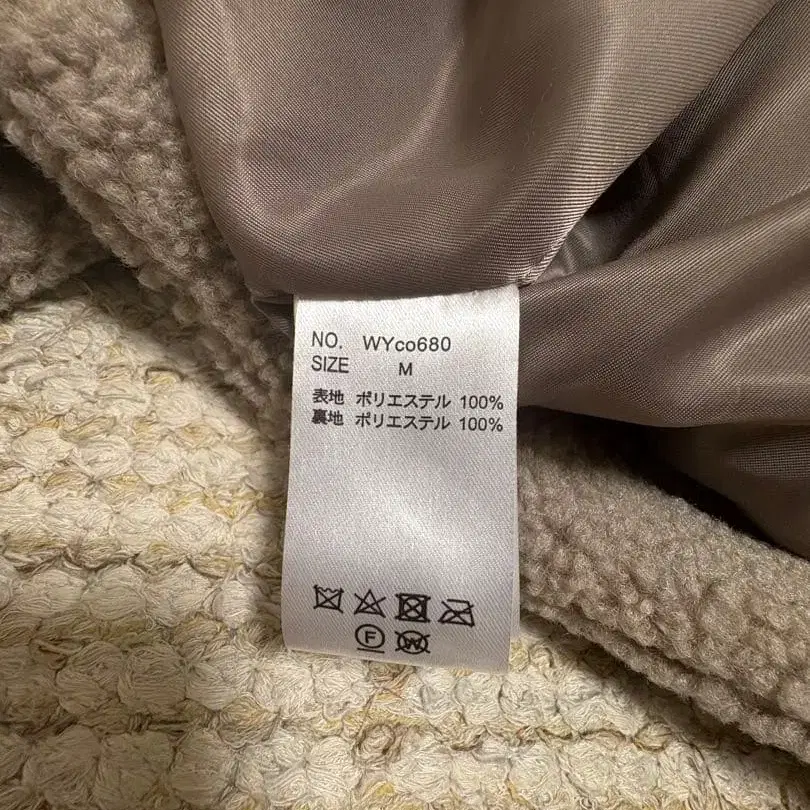 NO. WYco680
SIZE M
表地 ポリエステル 100%
裏地 ポリエステル 100%
F W